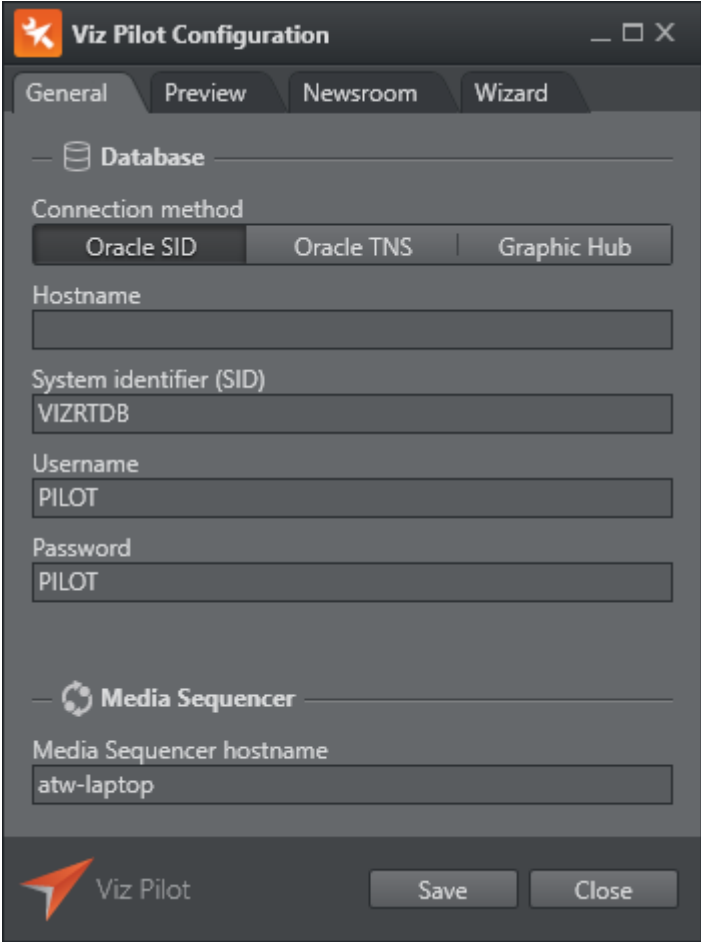 Viz Pilot Configuration
General Preview Newsroom Wizard
Database
Connection method
Oracle SID Oracle TNS Graphic Hub
Hostname
System identifier (SID)
VIZRTDB
Username
PILOT
Password
PILOT
Media Sequencer
Media Sequencer hostname
atw-laptop
Viz Pilot Save Close